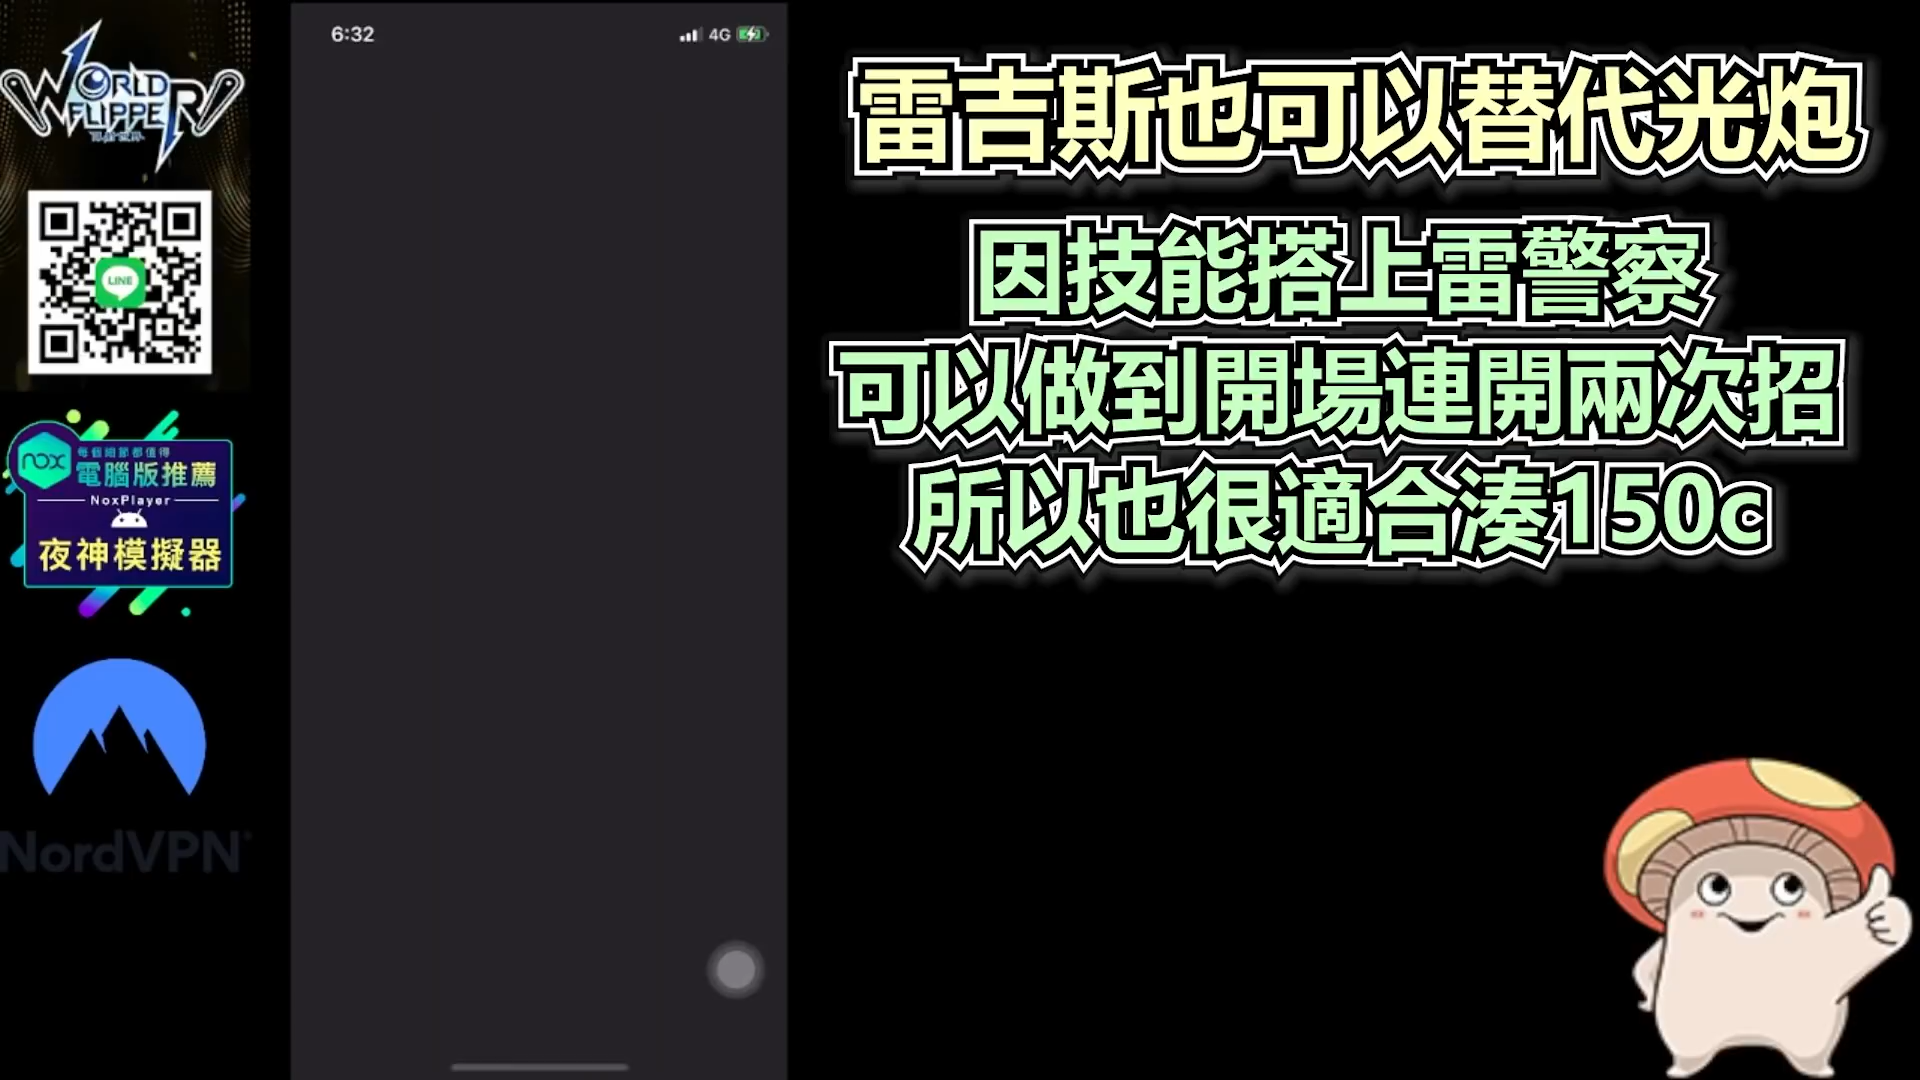 WORLD
FLIPPER
LINE
nox
每個細節都值得
電腦版推薦
NoxPlayer
夜神模擬器
NordVPN
6:32
4G
雷吉斯也可以替代光炮
因技能搭上雷警察
可以做到開場連開兩次招
所以也很適合湊150c